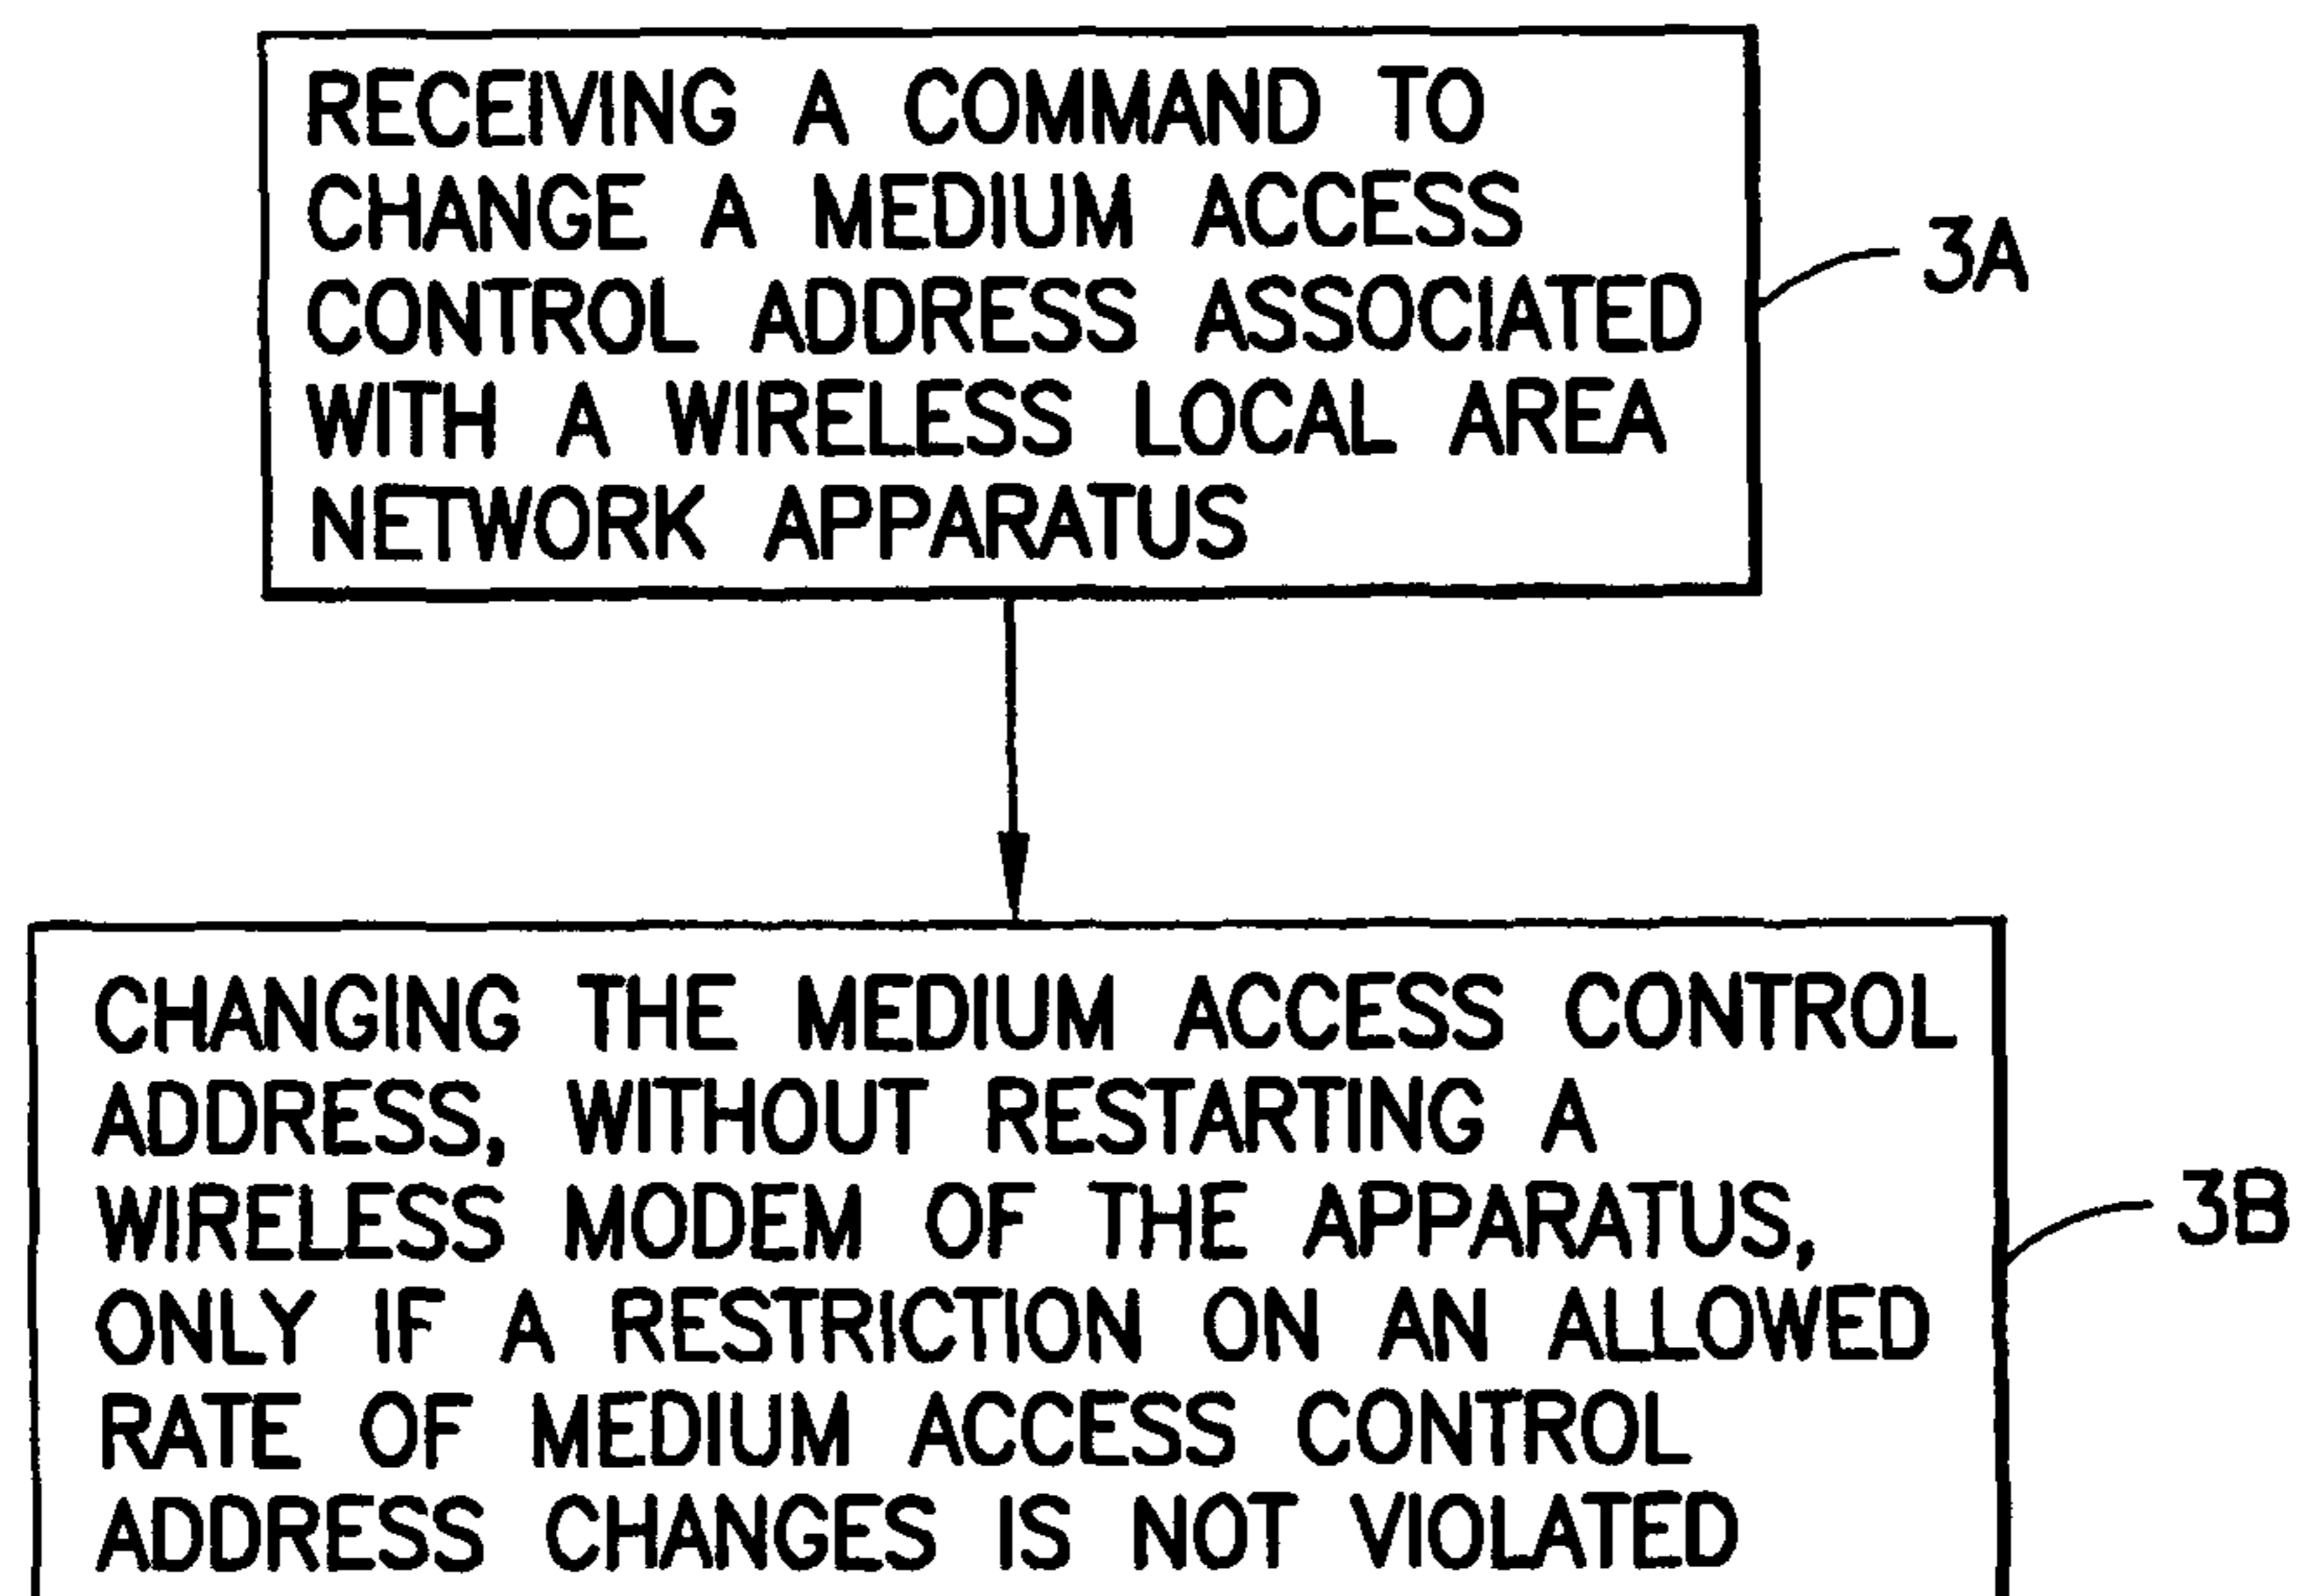 RECEIVING A COMMAND TO
CHANGE A MEDIUM ACCESS
CONTROL ADDRESS ASSOCIATED
WITH A WIRELESS LOCAL AREA
NETWORK APPARATUS
3A
CHANGING THE MEDIUM ACCESS CONTROL
ADDRESS, WITHOUT RESTARTING A
WIRELESS MODEM OF THE APPARATUS,
ONLY IF A RESTRICTION ON AN ALLOWED
RATE OF MEDIUM ACCESS CONTROL
ADDRESS CHANGES IS NOT VIOLATED
3B